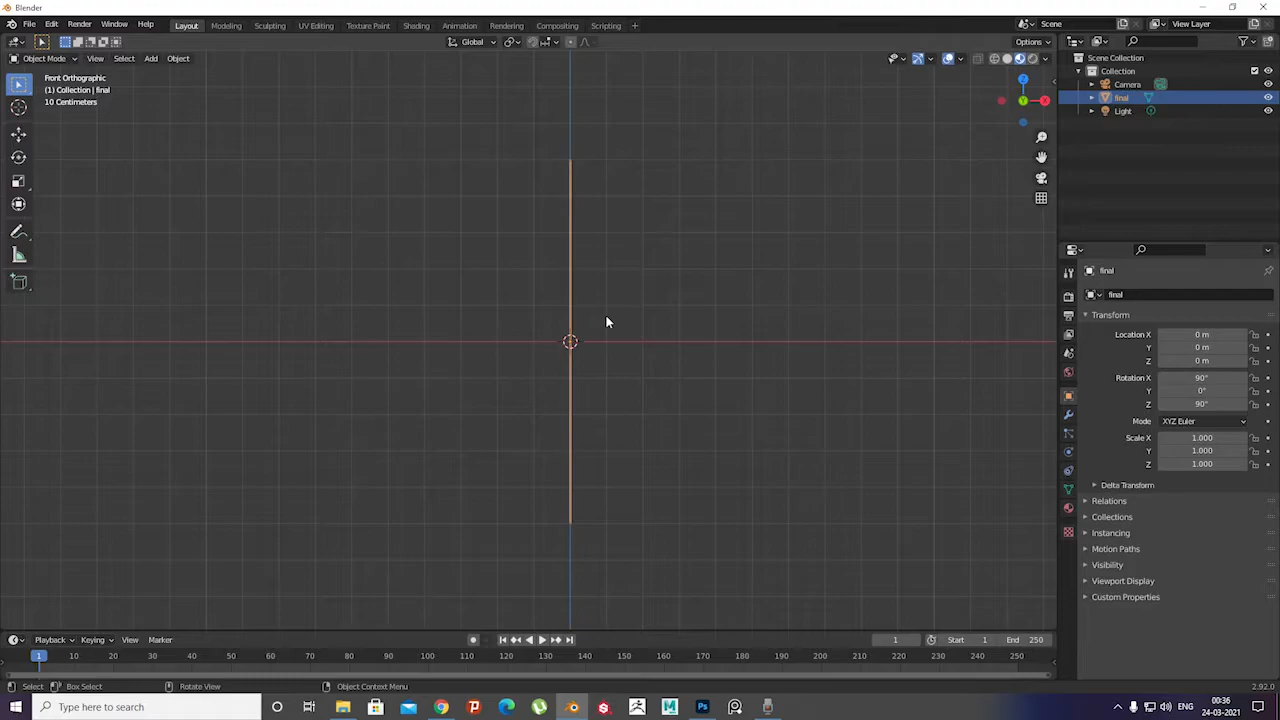 Blender
File Edit Render Window Help Layout Modeling Sculpting UV Editing Texture Paint Shading Animation Rendering Compositing Scripting + Scene View Layer
Global Options
Object Mode View Select Add Object
Scene Collection
Collection
Camera
final
Light
Front Orthographic
(1) Collection | final
10 Centimeters
Z
Y
X
final
final
Transform
Location X 0 m
Y 0 m
Z 0 m
Rotation X 90°
Y 0°
Z 90°
Mode XYZ Euler
Scale X 1.000
Y 1.000
Z 1.000
Delta Transform
Relations
Collections
Instancing
Motion Paths
Visibility
Viewport Display
Custom Properties
Playback Keying View Marker 1 Start 1 End 250
1 10 20 30 40 50 60 70 80 90 100 110 120 130 140 150 160 170 180 190 200 210 220 230 240 250
Select Box Select Rotate View Object Context Menu 2.92.0
Type here to search
ENG
00:36
24-03-2021